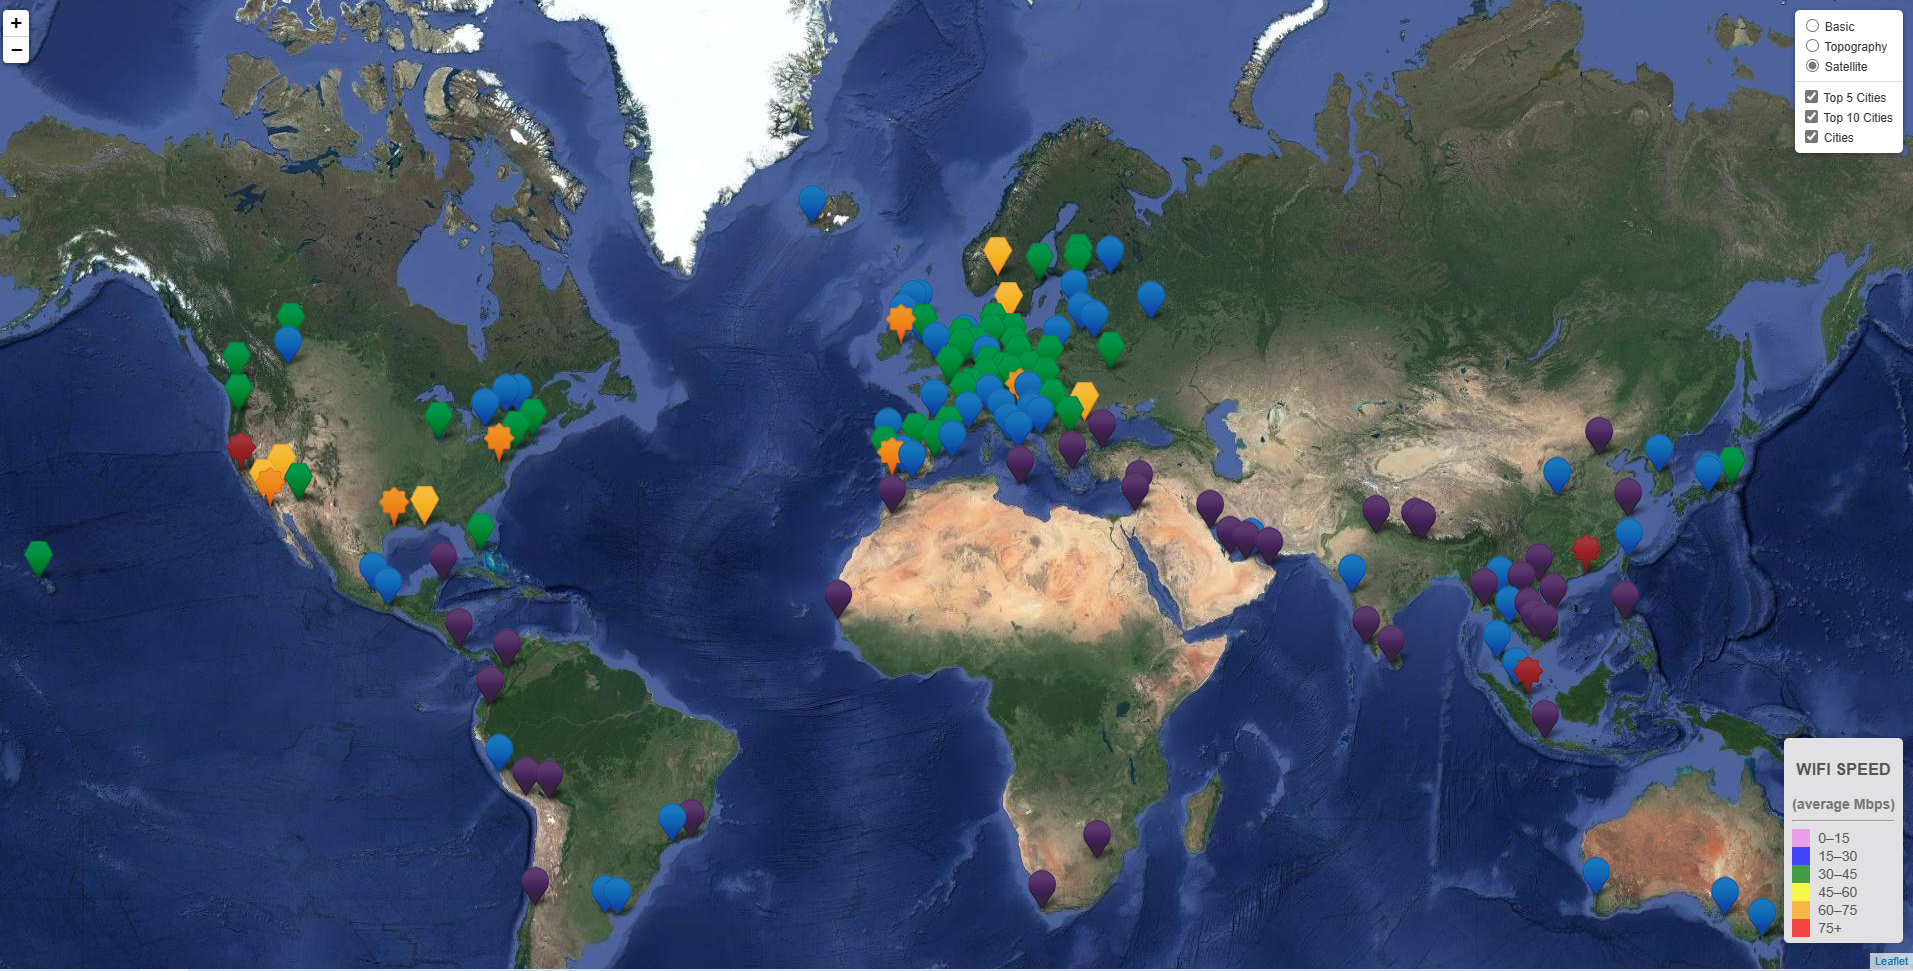 +
−
Basic
Topography
Satellite
Top 5 Cities
Top 10 Cities
Cities
WIFI SPEED
(average Mbps)
0–15
15–30
30–45
45–60
60–75
75+
Leaflet